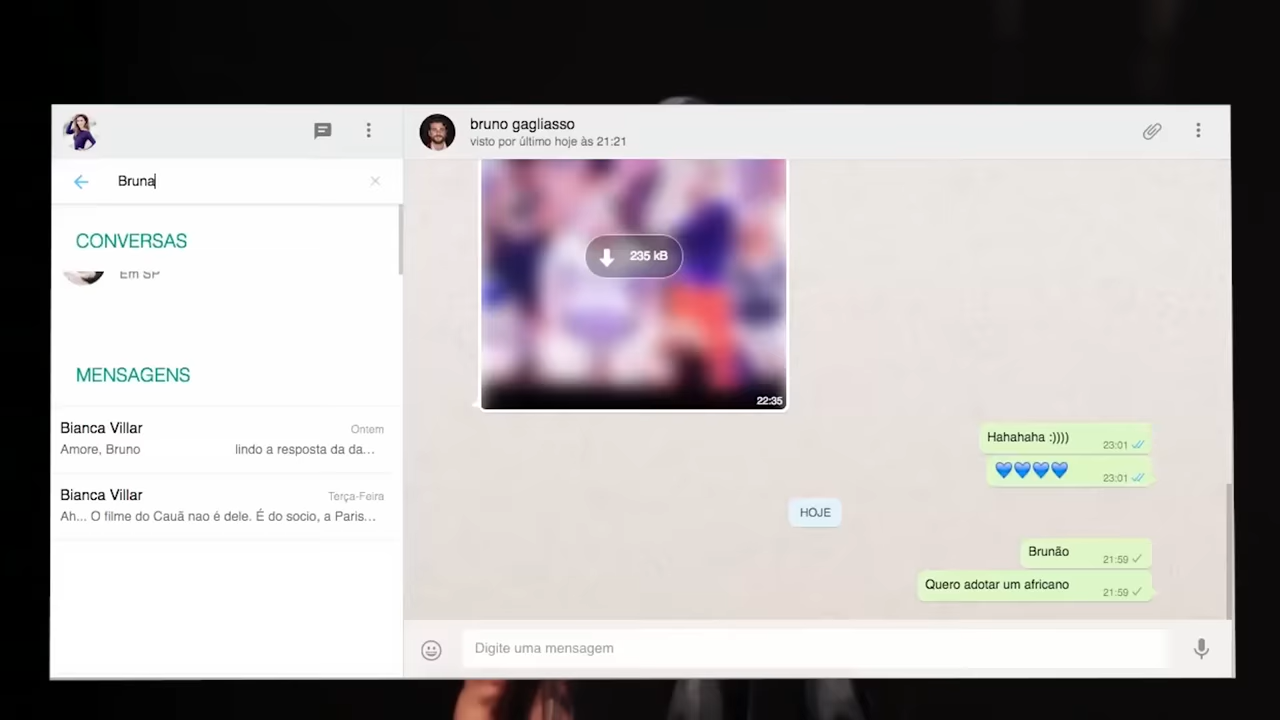 Bruna
CONVERSAS
Em SP
MENSAGENS
Bianca Villar
Ontem
Amore, Bruno lindo a resposta da da...
Bianca Villar
Terça-Feira
Ah... O filme do Cauã nao é dele. É do socio, a Paris...
bruno gagliasso
visto por último hoje às 21:21
235 kB
22:35
Hahahaha :)))) 23:01
💙💙💙💙 23:01
HOJE
Brunão 21:59
Quero adotar um africano 21:59
Digite uma mensagem